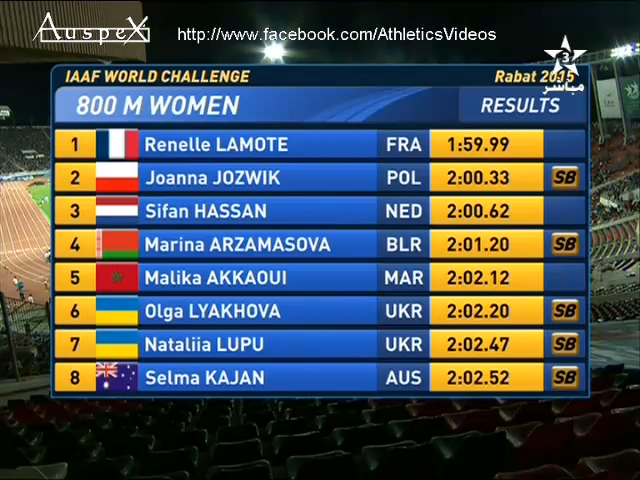 AuspeX
http://www.facebook.com/AthleticsVideos
3
مباشر
IAAF WORLD CHALLENGE Rabat 2015
800 M WOMEN RESULTS
1 Renelle LAMOTE FRA 1:59.99
2 Joanna JOZWIK POL 2:00.33 SB
3 Sifan HASSAN NED 2:00.62
4 Marina ARZAMASOVA BLR 2:01.20 SB
5 Malika AKKAOUI MAR 2:02.12
6 Olga LYAKHOVA UKR 2:02.20 SB
7 Nataliia LUPU UKR 2:02.47 SB
8 Selma KAJAN AUS 2:02.52 SB